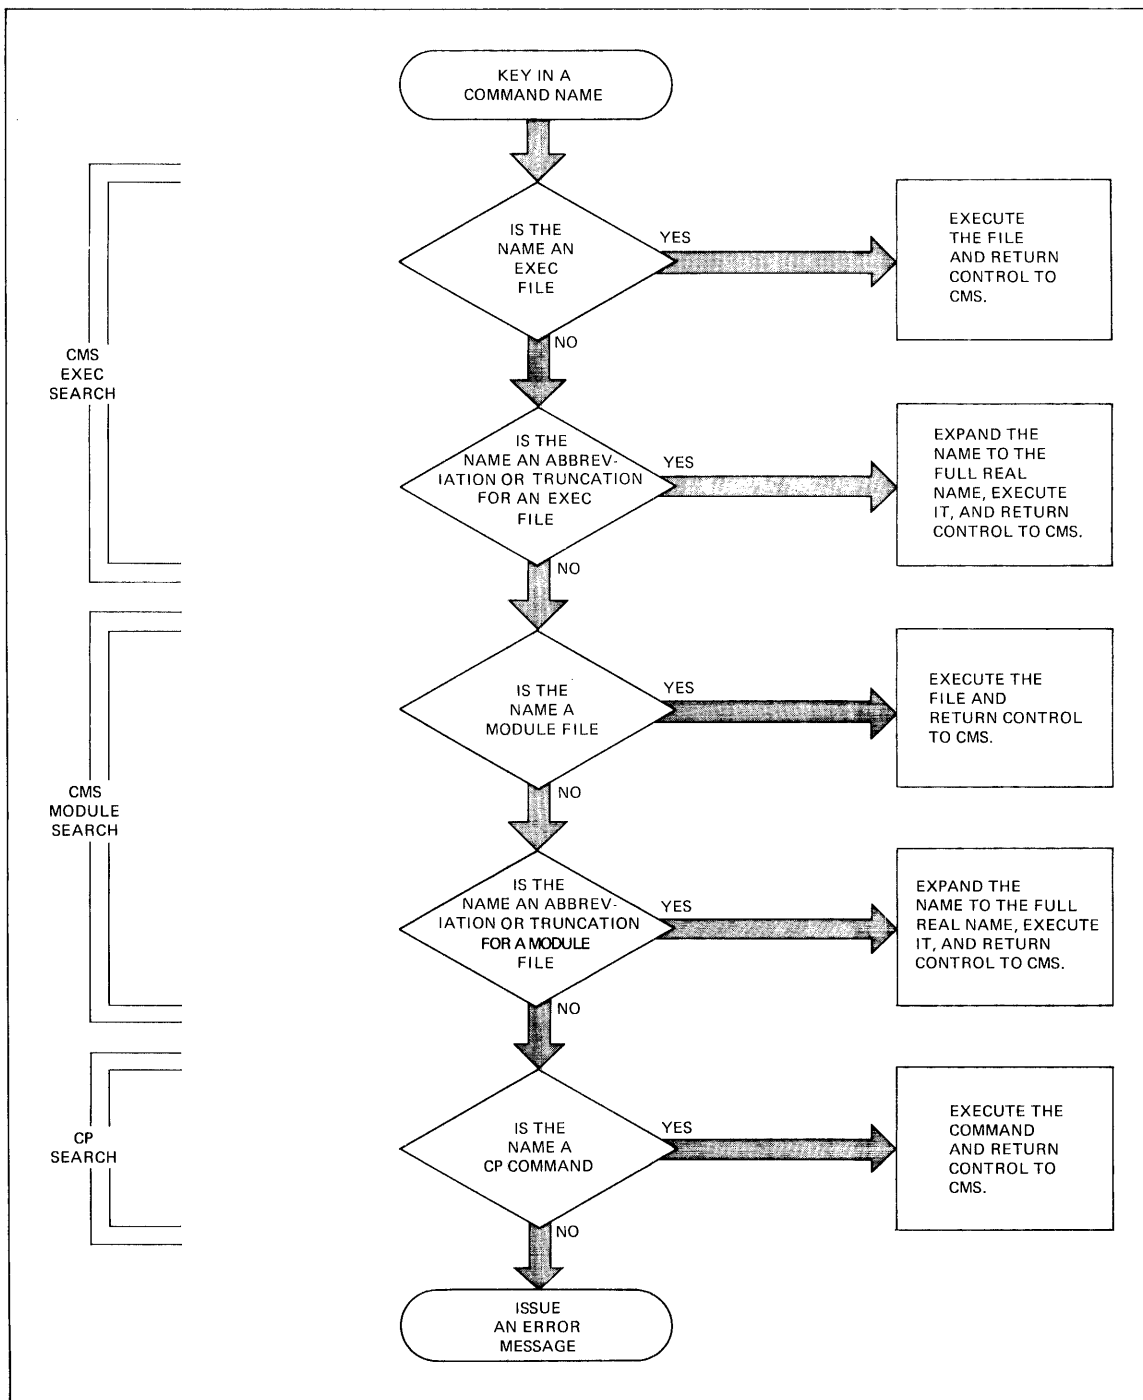 KEY IN A
COMMAND NAME
IS THE
NAME AN
EXEC
FILE
YES
EXECUTE
THE FILE
AND RETURN
CONTROL TO
CMS.
NO
CMS
EXEC
SEARCH
IS THE
NAME AN ABBREV-
IATION OR TRUNCATION
FOR AN EXEC
FILE
YES
EXPAND THE
NAME TO THE
FULL REAL
NAME, EXECUTE
IT, AND RETURN
CONTROL TO CMS.
NO
IS THE
NAME A
MODULE FILE
YES
EXECUTE THE
FILE AND
RETURN CONTROL
TO CMS.
NO
CMS
MODULE
SEARCH
IS THE
NAME AN ABBREV-
IATION OR TRUNCATION
FOR A MODULE
FILE
YES
EXPAND THE
NAME TO THE FULL
REAL NAME, EXECUTE
IT, AND RETURN
CONTROL TO CMS.
NO
CP
SEARCH
IS THE
NAME A
CP COMMAND
YES
EXECUTE THE
COMMAND
AND RETURN
CONTROL TO
CMS.
NO
ISSUE
AN ERROR
MESSAGE